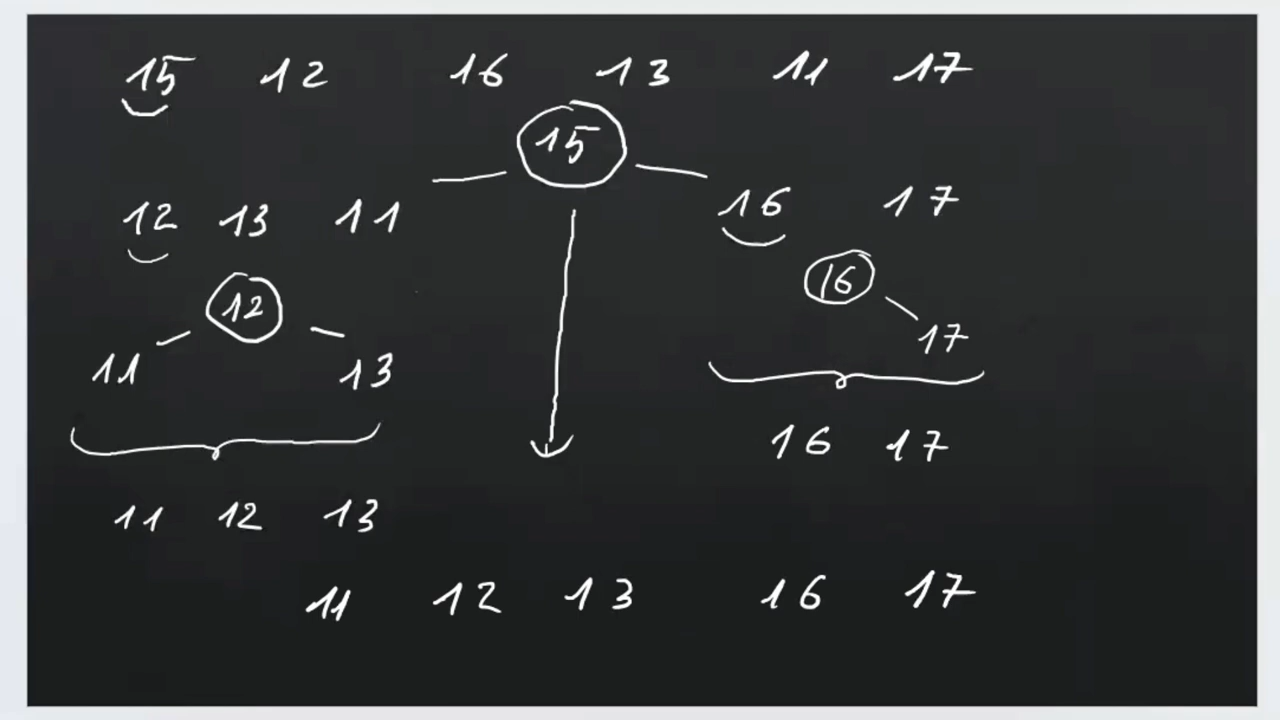 15 12 16 13 11 17
15
12 13 11 16 17
12 16
11 13 17
16 17
11 12 13
11 12 13 16 17